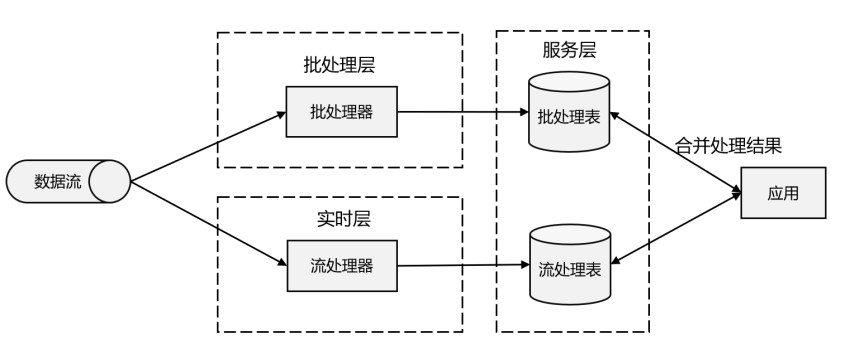 批处理层
批处理器
数据流
实时层
流处理器
服务层
批处理表
流处理表
合并处理结果
应用